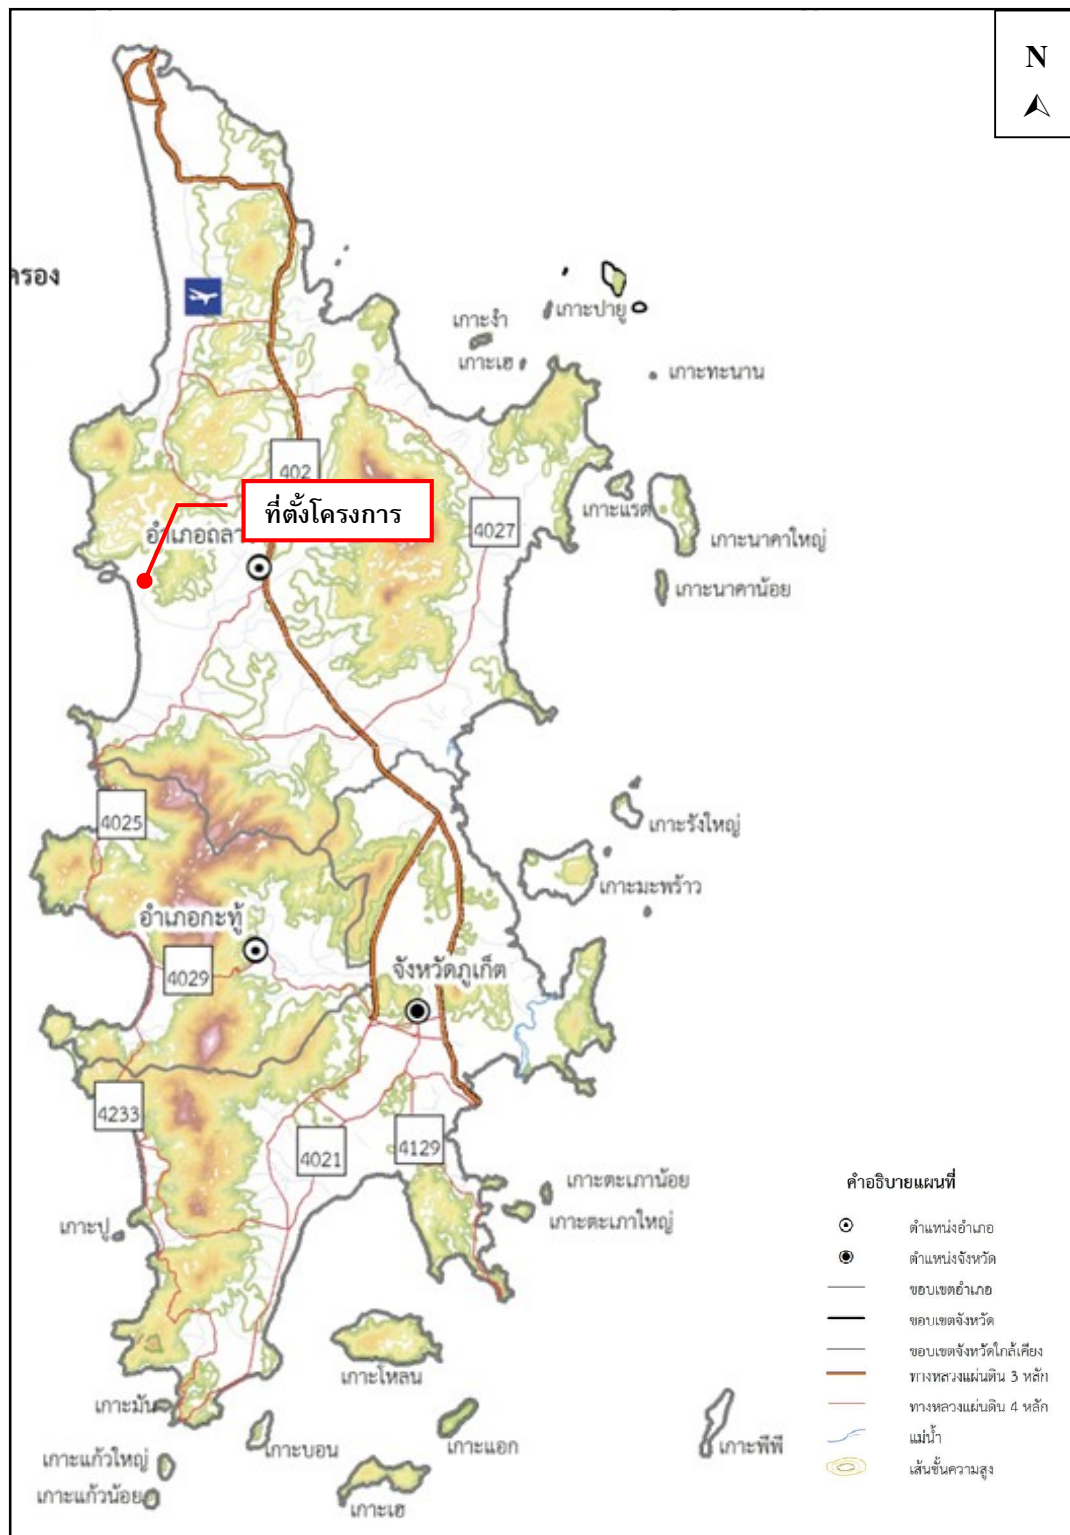 N
ครอง
เกาะปายู
เกาะงำ
เกาะเฮ
เกาะทะนาน
402
ที่ตั้งโครงการ
4027
เกาะแรด
อำเภอถลา
เกาะนาคาใหญ่
เกาะนาคาน้อย
4025
เกาะรังใหญ่
เกาะมะพร้าว
อำเภอกะทู้
4029
จังหวัดภูเก็ต
4233
4021
4129
เกาะตะเภาน้อย
เกาะตะเภาใหญ่
เกาะปู
คำอธิบายแผนที่
ตำแหน่งอำเภอ
ตำแหน่งจังหวัด
ขอบเขตอำเภอ
ขอบเขตจังหวัด
ขอบเขตจังหวัดใกล้เคียง
ทางหลวงแผ่นดิน 3 หลัก
ทางหลวงแผ่นดิน 4 หลัก
แม่น้ำ
เส้นชั้นความสูง
เกาะโหลน
เกาะมัน
เกาะบอน
เกาะแอก
เกาะพีพี
เกาะแก้วใหญ่
เกาะแก้วน้อย
เกาะเฮ